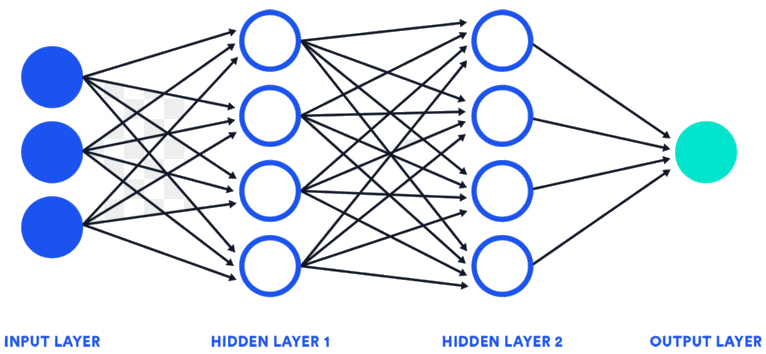 INPUT LAYER
HIDDEN LAYER 1
HIDDEN LAYER 2
OUTPUT LAYER